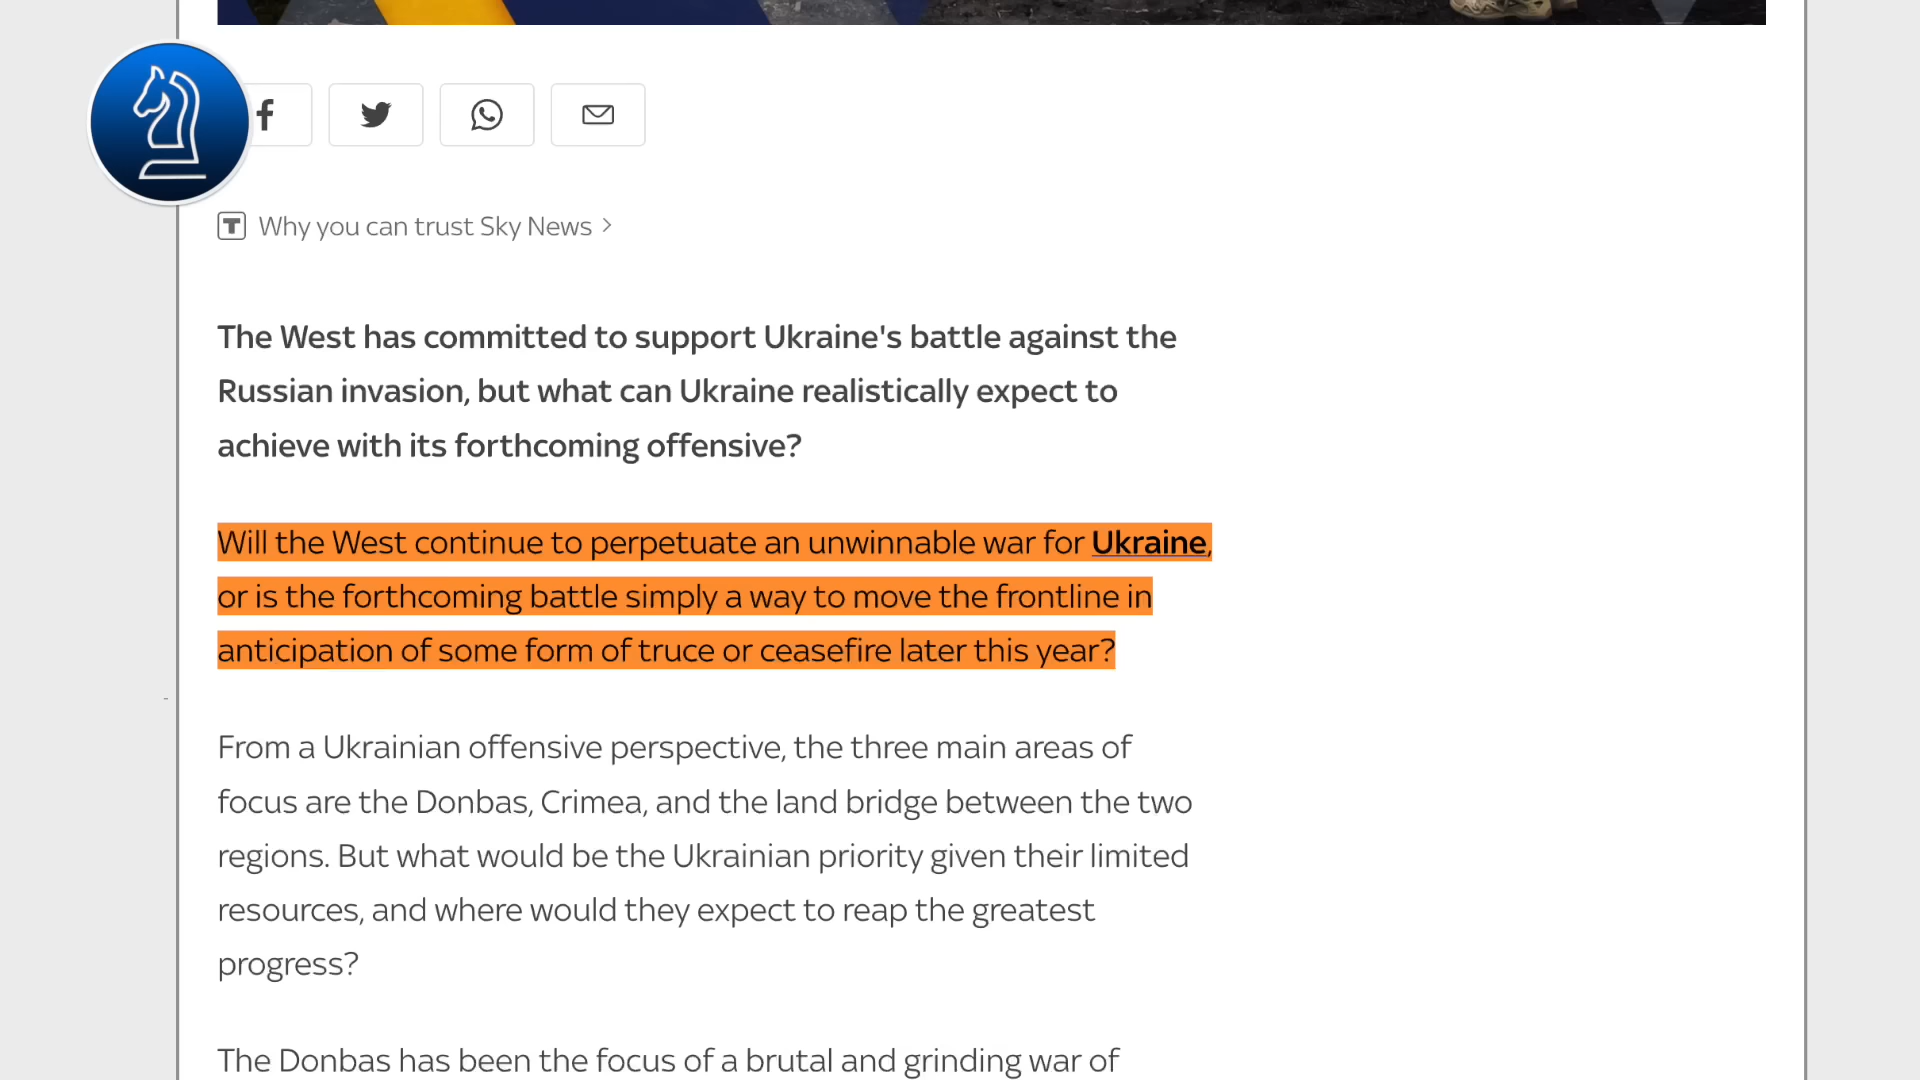 Why you can trust Sky News >
The West has committed to support Ukraine's battle against the
Russian invasion, but what can Ukraine realistically expect to
achieve with its forthcoming offensive?
Will the West continue to perpetuate an unwinnable war for Ukraine,
or is the forthcoming battle simply a way to move the frontline in
anticipation of some form of truce or ceasefire later this year?
From a Ukrainian offensive perspective, the three main areas of
focus are the Donbas, Crimea, and the land bridge between the two
regions. But what would be the Ukrainian priority given their limited
resources, and where would they expect to reap the greatest
progress?
The Donbas has been the focus of a brutal and grinding war of